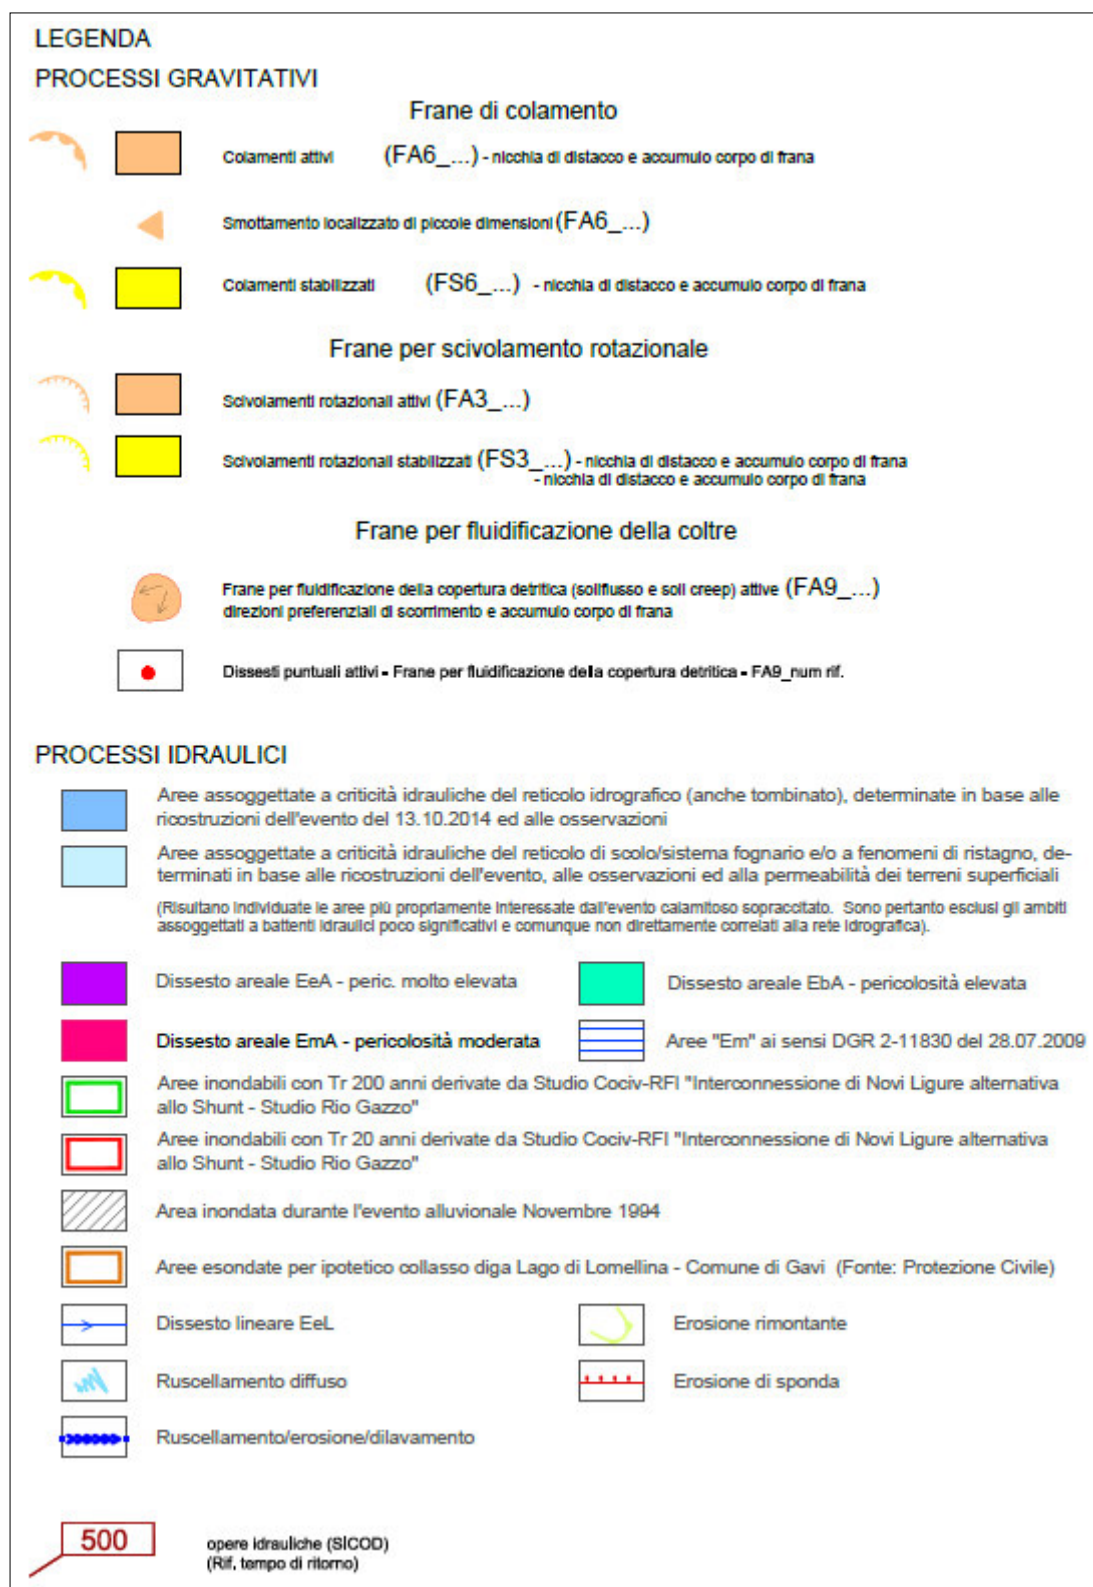 LEGENDA
PROCESSI GRAVITATIVI
Frane di colamento
Colamenti attivi (FA6_...) - nicchia di distacco e accumulo corpo di frana
Smottamento localizzato di piccole dimensioni (FA6_...)
Colamenti stabilizzati (FS6_...) - nicchia di distacco e accumulo corpo di frana
Frane per scivolamento rotazionale
Scivolamenti rotazionali attivi (FA3_...)
Scivolamenti rotazionali stabilizzati (FS3_...) - nicchia di distacco e accumulo corpo di frana
- nicchia di distacco e accumulo corpo di frana
Frane per fluidificazione della coltre
Frane per fluidificazione della copertura detritica (soliflusso e soil creep) attive (FA9_...)
direzioni preferenziali di scorrimento e accumulo corpo di frana
Dissesti puntuali attivi - Frane per fluidificazione della copertura detritica - FA9_num rif.
PROCESSI IDRAULICI
Aree assoggettate a criticità idrauliche del reticolo idrografico (anche tombinato), determinate in base alle
ricostruzioni dell'evento del 13.10.2014 ed alle osservazioni
Aree assoggettate a criticità idrauliche del reticolo di scolo/sistema fognario e/o a fenomeni di ristagno, de-
terminati in base alle ricostruzioni dell'evento, alle osservazioni ed alla permeabilità dei terreni superficiali
(Risultano individuate le aree più propriamente interessate dall'evento calamitoso sopraccitato. Sono pertanto esclusi gli ambiti
assoggettati a battenti idraulici poco significativi e comunque non direttamente correlati alla rete idrografica).
Dissesto areale EeA - peric. molto elevata
Dissesto areale EbA - pericolosità elevata
Dissesto areale EmA - pericolosità moderata
Aree "Em" ai sensi DGR 2-11830 del 28.07.2009
Aree inondabili con Tr 200 anni derivate da Studio Cociv-RFI "Interconnessione di Novi Ligure alternativa
allo Shunt - Studio Rio Gazzo"
Aree inondabili con Tr 20 anni derivate da Studio Cociv-RFI "Interconnessione di Novi Ligure alternativa
allo Shunt - Studio Rio Gazzo"
Area inondata durante l'evento alluvionale Novembre 1994
Aree esondate per ipotetico collasso diga Lago di Lomellina - Comune di Gavi (Fonte: Protezione Civile)
Dissesto lineare EeL
Erosione rimontante
Ruscellamento diffuso
Erosione di sponda
Ruscellamento/erosione/dilavamento
500
opere idrauliche (SICOD)
(Rif. tempo di ritorno)